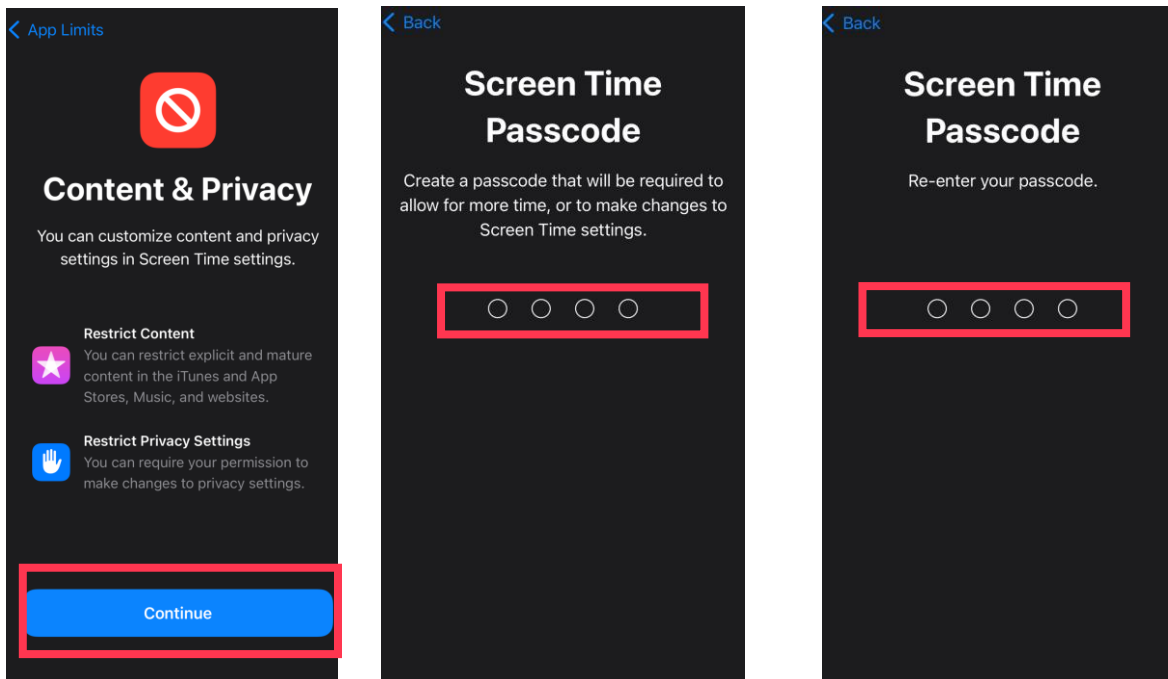 App Limits
Content & Privacy
You can customize content and privacy
settings in Screen Time settings.
Restrict Content
You can restrict explicit and mature
content in the iTunes and App
Stores, Music, and websites.
Restrict Privacy Settings
You can require your permission to
make changes to privacy settings.
Continue
Back
Screen Time
Passcode
Create a passcode that will be required to
allow for more time, or to make changes to
Screen Time settings.
Back
Screen Time
Passcode
Re-enter your passcode.